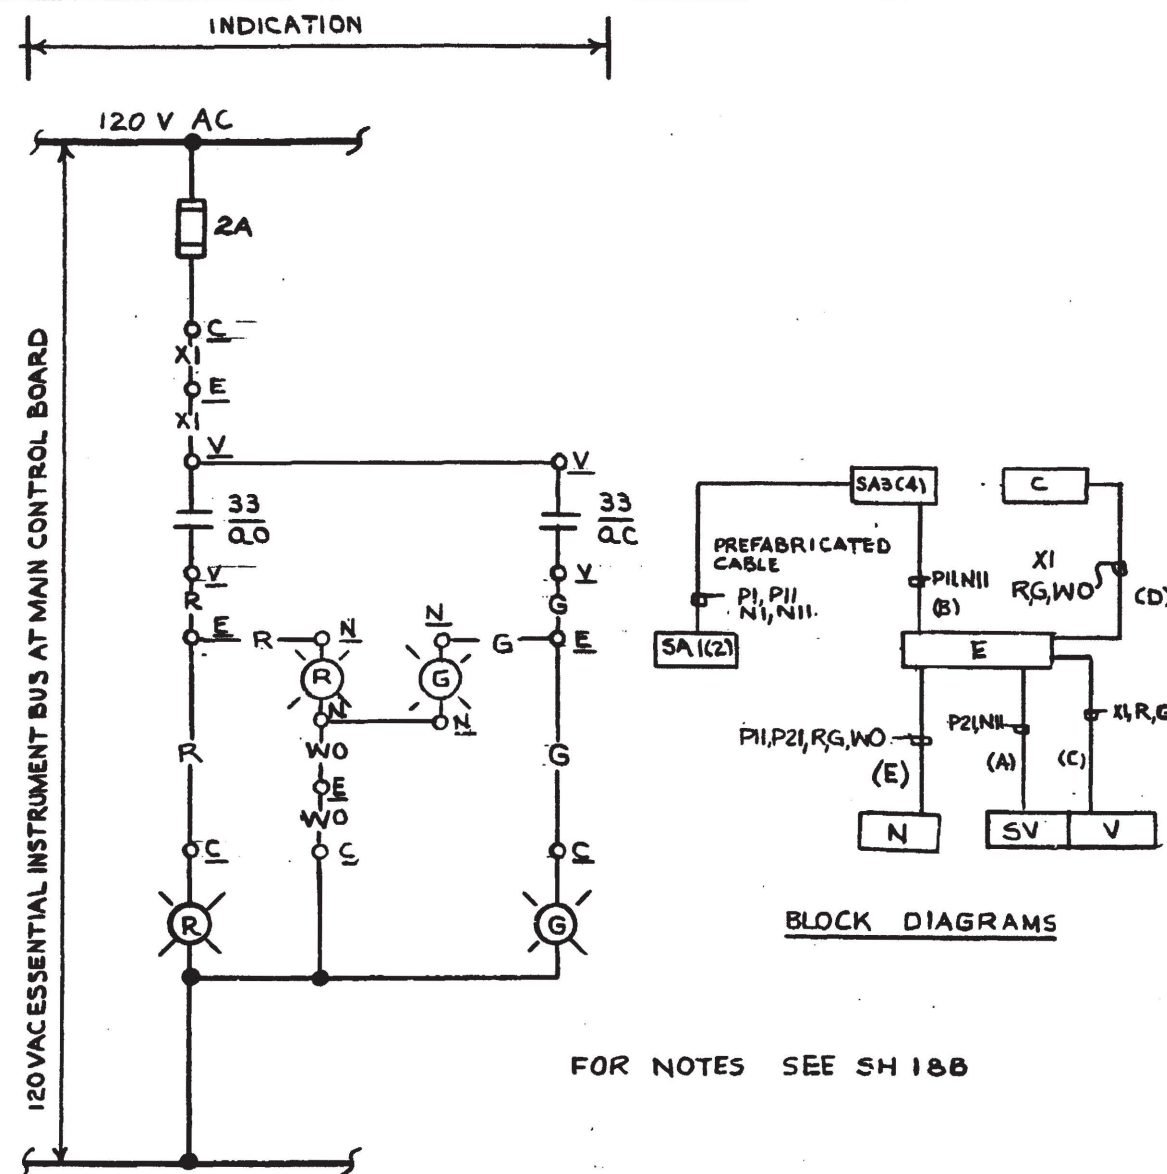 INDICATION
120 V AC
2A
120VAC ESSENTIAL INSTRUMENT BUS AT MAIN CONTROL BOARD
C
X1
E
X1
V
V
33
ao
33
ac
V
V
R
G
E
R
N
N
G
E
R
G
N
N
R
WO
G
E
WO
C
C
C
R
G
SA3(4)
C
PREFABRICATED
CABLE
P1, P11
N1, N11
P11,N11
(B)
X1
R,G,WO
(D)
SA1(2)
E
P11,P21,R,G,WO
(E)
P21,N11
(A)
(C)
X1,R,G
N
SV
V
BLOCK DIAGRAMS
FOR NOTES SEE SH 18B